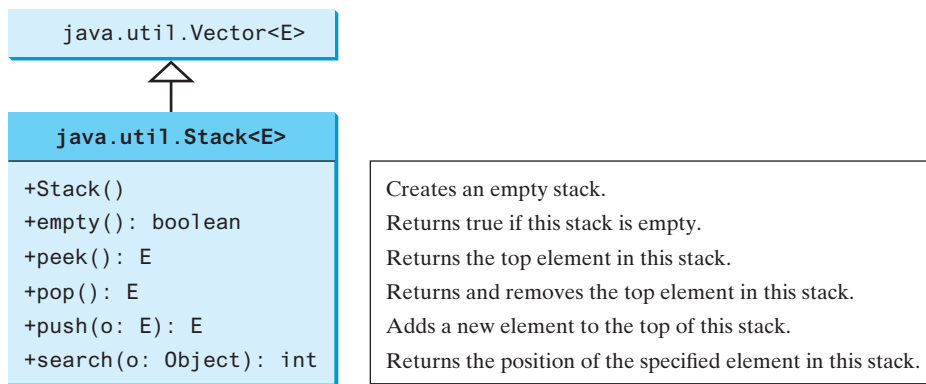 java.util.Vector<E>
java.util.Stack<E>
+Stack() Creates an empty stack.
+empty(): boolean Returns true if this stack is empty.
+peek(): E Returns the top element in this stack.
+pop(): E Returns and removes the top element in this stack.
+push(o: E): E Adds a new element to the top of this stack.
+search(o: Object): int Returns the position of the specified element in this stack.